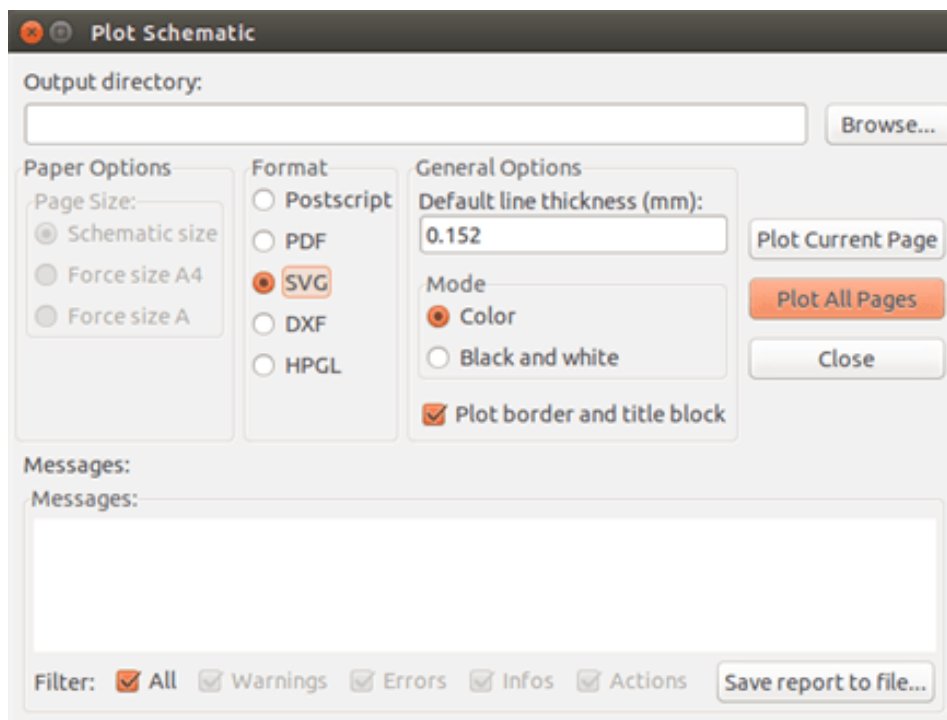 Plot Schematic
Output directory:
Browse...
Paper Options
Page Size:
Schematic size
Force size A4
Force size A
Format
Postscript
PDF
SVG
DXF
HPGL
General Options
Default line thickness (mm):
0.152
Mode
Color
Black and white
Plot border and title block
Plot Current Page
Plot All Pages
Close
Messages:
Messages:
Filter: All Warnings Errors Infos Actions Save report to file...